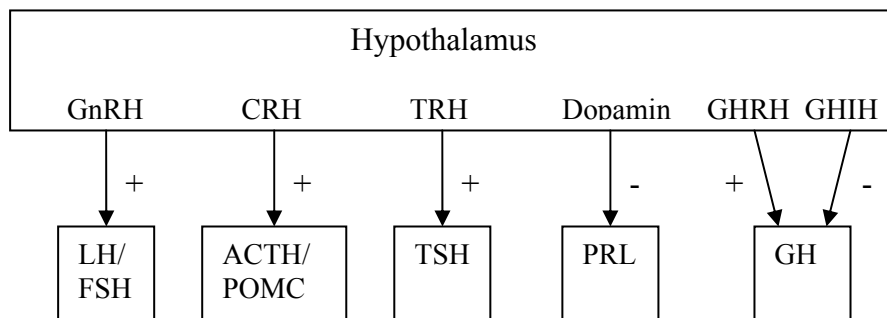 Hypothalamus
GnRH CRH TRH Dopamin GHRH GHIH
+ + + - + -
LH/ ACTH/ TSH PRL GH
FSH POMC